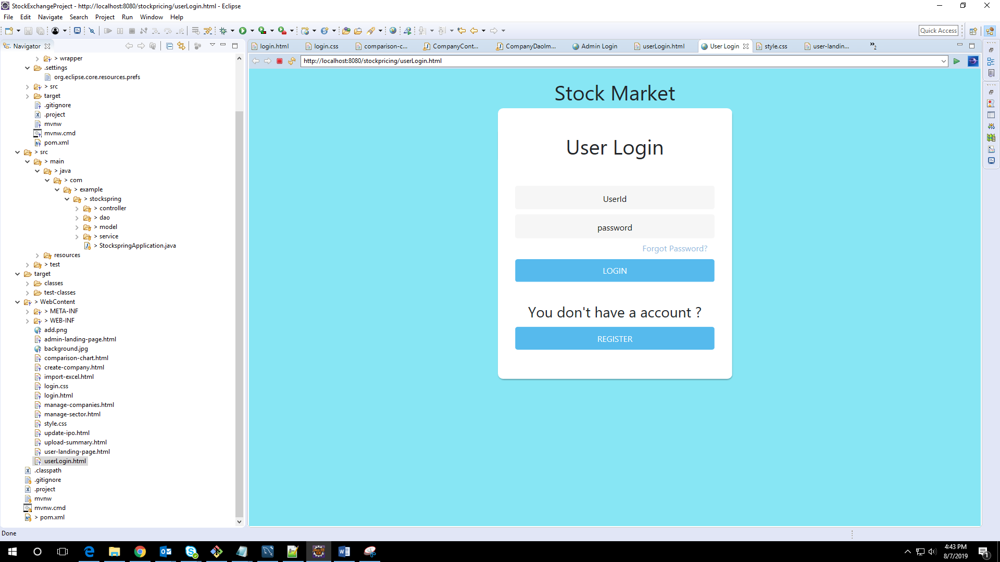 StockExchangeProject - http://localhost:8080/stockpricing/userLogin.html - Eclipse
File Edit Navigate Search Project Run Window Help
Quick Access
Navigator
login.html login.css comparison-c... CompanyCont... CompanyDaoIm... Admin Login userLogin.html User Login style.css user-landin... »2
http://localhost:8080/stockpricing/userLogin.html
> wrapper
.settings
org.eclipse.core.resources.prefs
> src
target
.gitignore
.project
mvnw
mvnw.cmd
pom.xml
> src
> main
> java
> com
> example
> stockspring
> controller
> dao
> model
> service
> StockspringApplication.java
resources
> test
target
classes
test-classes
> WebContent
> META-INF
> WEB-INF
add.png
admin-landing-page.html
background.jpg
comparison-chart.html
create-company.html
import-excel.html
login.css
login.html
manage-companies.html
manage-sector.html
style.css
update-ipo.html
upload-summary.html
user-landing-page.html
userLogin.html
.classpath
.gitignore
.project
mvnw
mvnw.cmd
> pom.xml
Stock Market
User Login
UserId
password
Forgot Password?
LOGIN
You don't have a account ?
REGISTER
Done
4:43 PM
8/7/2019
1